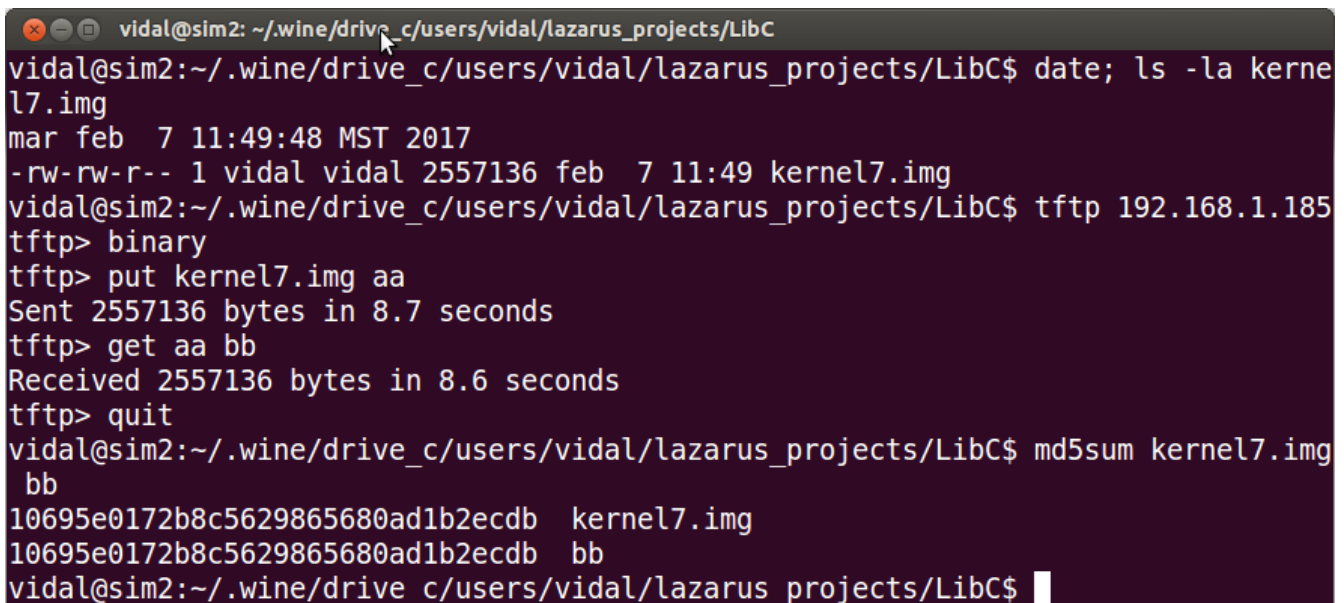 vidal@sim2: ~/.wine/drive_c/users/vidal/lazarus_projects/LibC
vidal@sim2:~/.wine/drive_c/users/vidal/lazarus_projects/LibC$ date; ls -la kerne
l7.img
mar feb  7 11:49:48 MST 2017
-rw-rw-r-- 1 vidal vidal 2557136 feb  7 11:49 kernel7.img
vidal@sim2:~/.wine/drive_c/users/vidal/lazarus_projects/LibC$ tftp 192.168.1.185
tftp> binary
tftp> put kernel7.img aa
Sent 2557136 bytes in 8.7 seconds
tftp> get aa bb
Received 2557136 bytes in 8.6 seconds
tftp> quit
vidal@sim2:~/.wine/drive_c/users/vidal/lazarus_projects/LibC$ md5sum kernel7.img
 bb
10695e0172b8c5629865680ad1b2ecdb  kernel7.img
10695e0172b8c5629865680ad1b2ecdb  bb
vidal@sim2:~/.wine/drive_c/users/vidal/lazarus_projects/LibC$